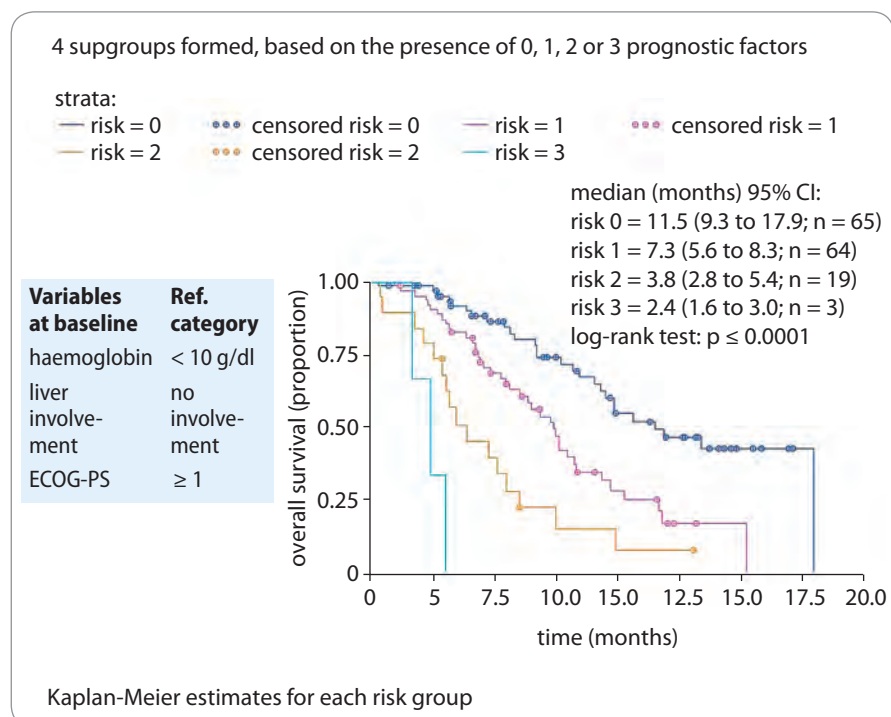 4 supgroups formed, based on the presence of 0, 1, 2 or 3 prognostic factors
strata:
risk = 0 censored risk = 0 risk = 1 censored risk = 1
risk = 2 censored risk = 2 risk = 3
median (months) 95% CI:
risk 0 = 11.5 (9.3 to 17.9; n = 65)
risk 1 = 7.3 (5.6 to 8.3; n = 64)
risk 2 = 3.8 (2.8 to 5.4; n = 19)
risk 3 = 2.4 (1.6 to 3.0; n = 3)
log-rank test: p ≤ 0.0001
Variables Ref.
at baseline category
haemoglobin < 10 g/dl
liver no
involve- involve-
ment ment
ECOG-PS ≥ 1
overall survival (proportion)
1.00
0.75
0.50
0.25
0
0 5 7.5 10.0 15.0 12.5 15.0 17.5 20.0
time (months)
Kaplan-Meier estimates for each risk group